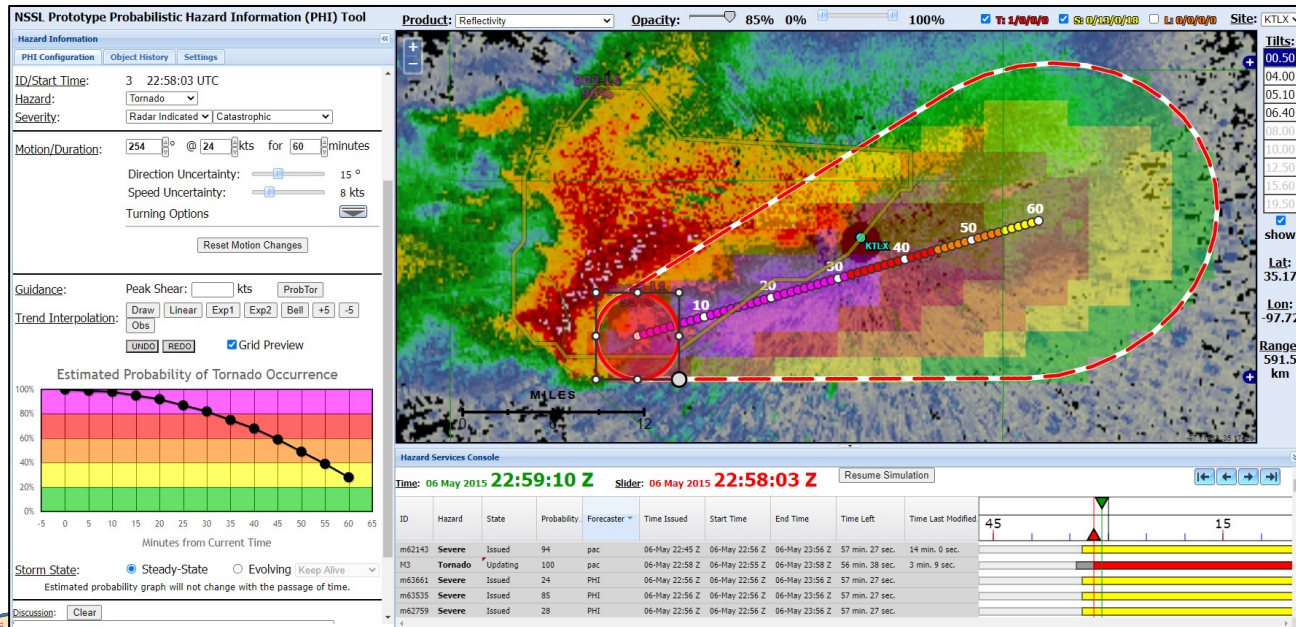 NSSL Prototype Probabilistic Hazard Information (PHI) Tool
Hazard Information
PHI Configuration Object History Settings
ID/Start Time: 3 22:58:03 UTC
Hazard: Tornado
Severity: Radar Indicated Catastrophic
Motion/Duration: 254 ° @ 24 kts for 60 minutes
Direction Uncertainty: 15 °
Speed Uncertainty: 8 kts
Turning Options
Reset Motion Changes
Guidance: Peak Shear: kts ProbTor
Trend Interpolation: Draw Linear Exp1 Exp2 Bell +5 -5
Obs
UNDO REDO Grid Preview
Estimated Probability of Tornado Occurrence
100%
80%
60%
40%
20%
0%
-5 0 5 10 15 20 25 30 35 40 45 50 55 60 65
Minutes from Current Time
Storm State: Steady-State Evolving Keep Alive
Estimated probability graph will not change with the passage of time.
Discussion: Clear
Product: Reflectivity Opacity: 85% 0% 100% T: 1/0/0/0 S: 0/13/0/18 L: 0/0/0/0 Site: KTLX
+
−
10
20
30
40
50
60
KTLX
MILES
0 6 12
Tilts:
00.50
04.00
05.10
06.40
08.00
10.00
12.50
15.60
19.50
show
Lat:
35.17
Lon:
-97.77
Range
591.5
km
Hazard Services Console
Time: 06 May 2015 22:59:10 Z Slider: 06 May 2015 22:58:03 Z Resume Simulation
ID Hazard State Probability.. Forecaster Time Issued Start Time End Time Time Left Time Last Modified 45 15
m62143 Severe Issued 94 pac 06-May 22:45 Z 06-May 22:56 Z 06-May 23:56 Z 57 min. 27 sec. 14 min. 0 sec.
M3 Tornado Updating 100 pac 06-May 22:58 Z 06-May 22:55 Z 06-May 23:58 Z 56 min. 38 sec. 3 min. 9 sec.
m63661 Severe Issued 24 PHI 06-May 22:56 Z 06-May 22:56 Z 06-May 23:56 Z 57 min. 27 sec.
m63535 Severe Issued 85 PHI 06-May 22:56 Z 06-May 22:56 Z 06-May 23:56 Z 57 min. 27 sec.
m62759 Severe Issued 28 PHI 06-May 22:56 Z 06-May 22:56 Z 06-May 23:56 Z 57 min. 27 sec.